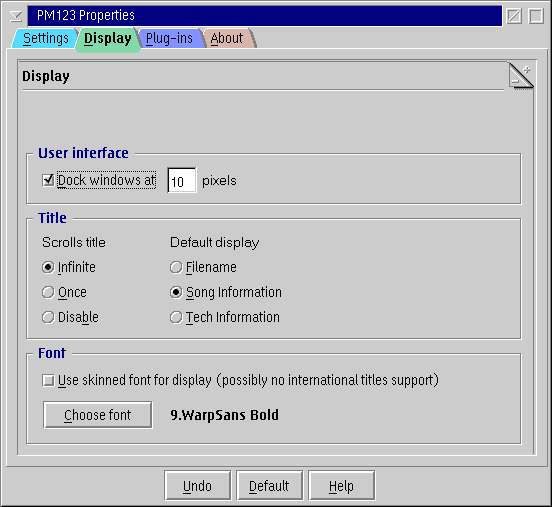 PM123 Properties
Settings Display Plug-ins About
Display
- +
User interface
Dock windows at 10 pixels
Title
Scrolls title Default display
Infinite Filename
Once Song Information
Disable Tech Information
Font
Use skinned font for display (possibly no international titles support)
Choose font 9.WarpSans Bold
Undo Default Help